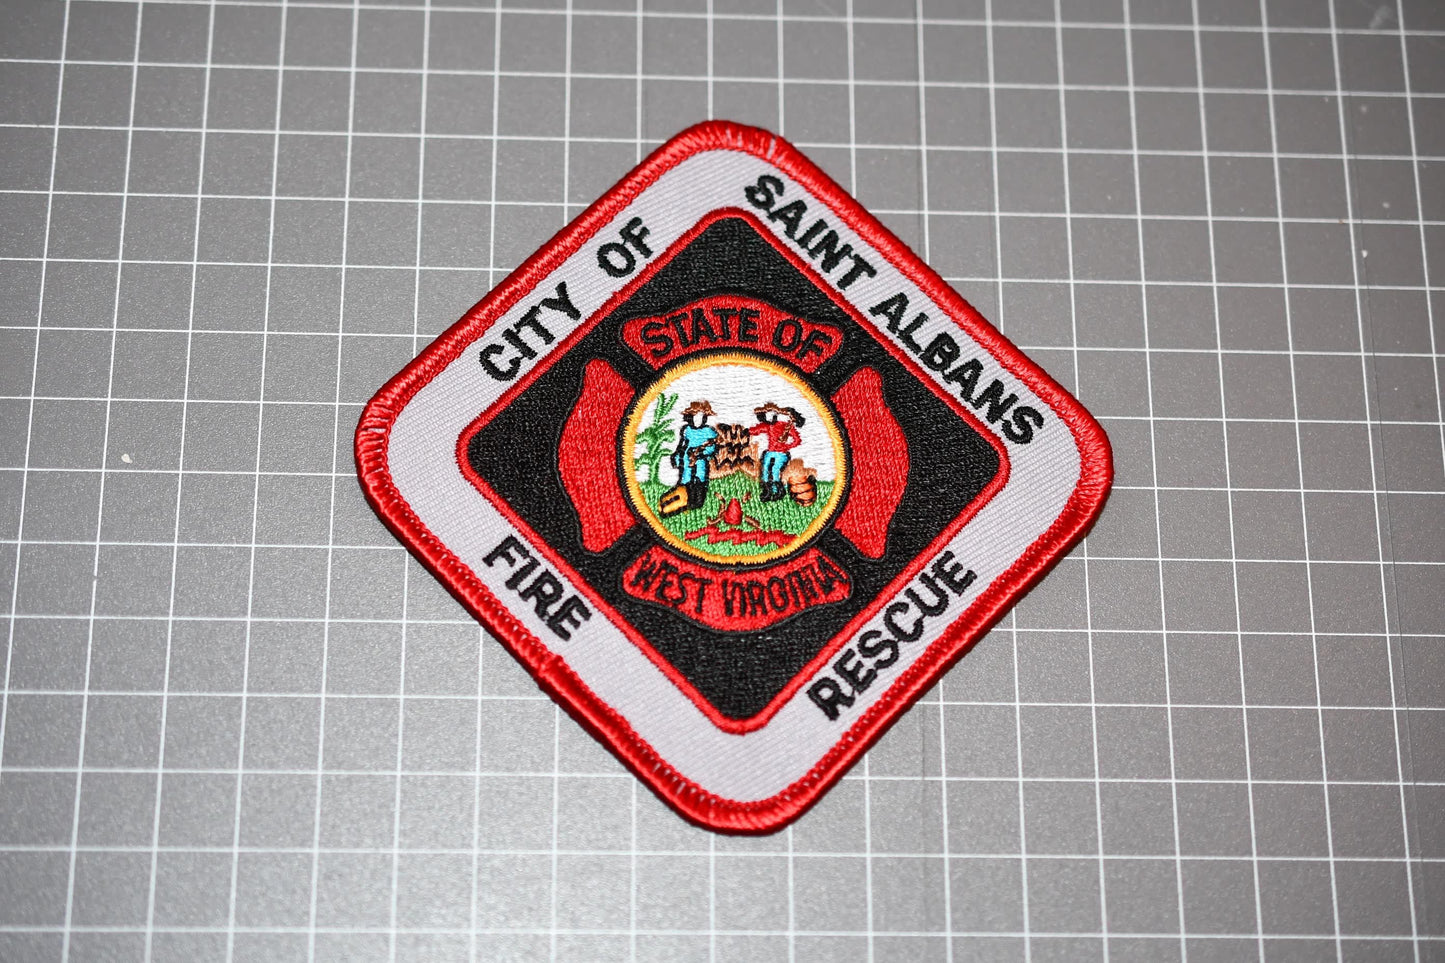 CITY OF
SAINT ALBANS
STATE OF
WEST VIRGINIA
FIRE
RESCUE